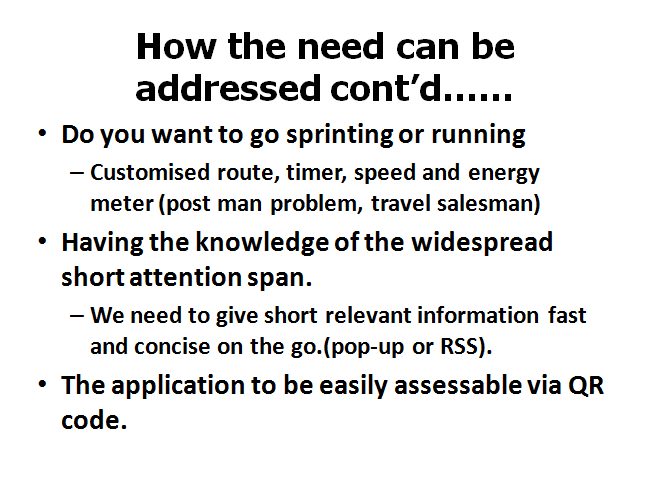 How the need can be
addressed cont’d……
• Do you want to go sprinting or running
– Customised route, timer, speed and energy
meter (post man problem, travel salesman)
• Having the knowledge of the widespread
short attention span.
– We need to give short relevant information fast
and concise on the go.(pop-up or RSS).
• The application to be easily assessable via QR
code.